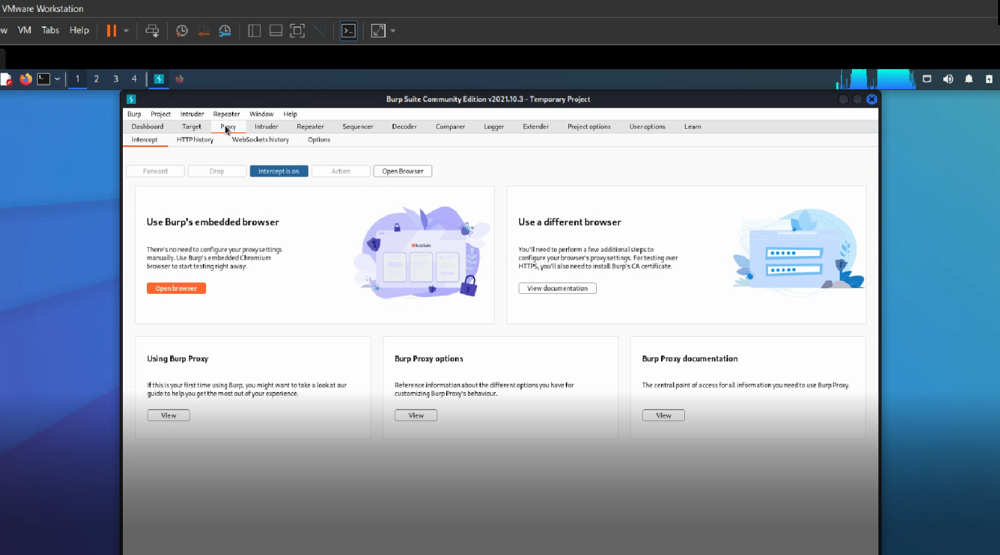 VMware Workstation
VM Tabs Help
1 2 3 4
Burp Suite Community Edition v2021.10.3 - Temporary Project
Burp Project Intruder Repeater Window Help
Dashboard Target Proxy Intruder Repeater Sequencer Decoder Comparer Logger Extender Project options User options Learn
Intercept HTTP history WebSockets history Options
Forward Drop Intercept is on Action Open Browser
Use Burp's embedded browser
There's no need to configure your proxy settings
manually. Use Burp's embedded Chromium
browser to start testing right away.
Open browser
Burp Suite
Use a different browser
You'll need to perform a few additional steps to
configure your browser's proxy settings. For testing over
HTTPS, you'll also need to install Burp's CA certificate.
View documentation
Using Burp Proxy
If this is your first time using Burp, you might want to take a look at our
guide to help you get the most out of your experience.
View
Burp Proxy options
Reference information about the different options you have for
customizing Burp Proxy's behaviour.
View
Burp Proxy documentation
The central point of access for all information you need to use Burp Proxy.
View